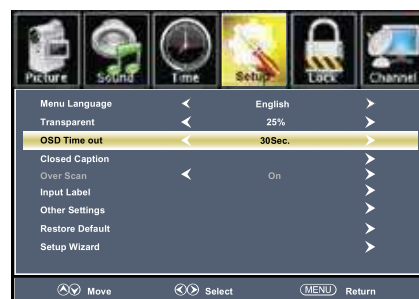 Picture Sound Time Setup Lock Channel
Menu Language English
Transparent 25%
OSD Time out 30Sec.
Closed Caption
Over Scan On
Input Label
Other Settings
Restore Default
Setup Wizard
Move Select MENU Return